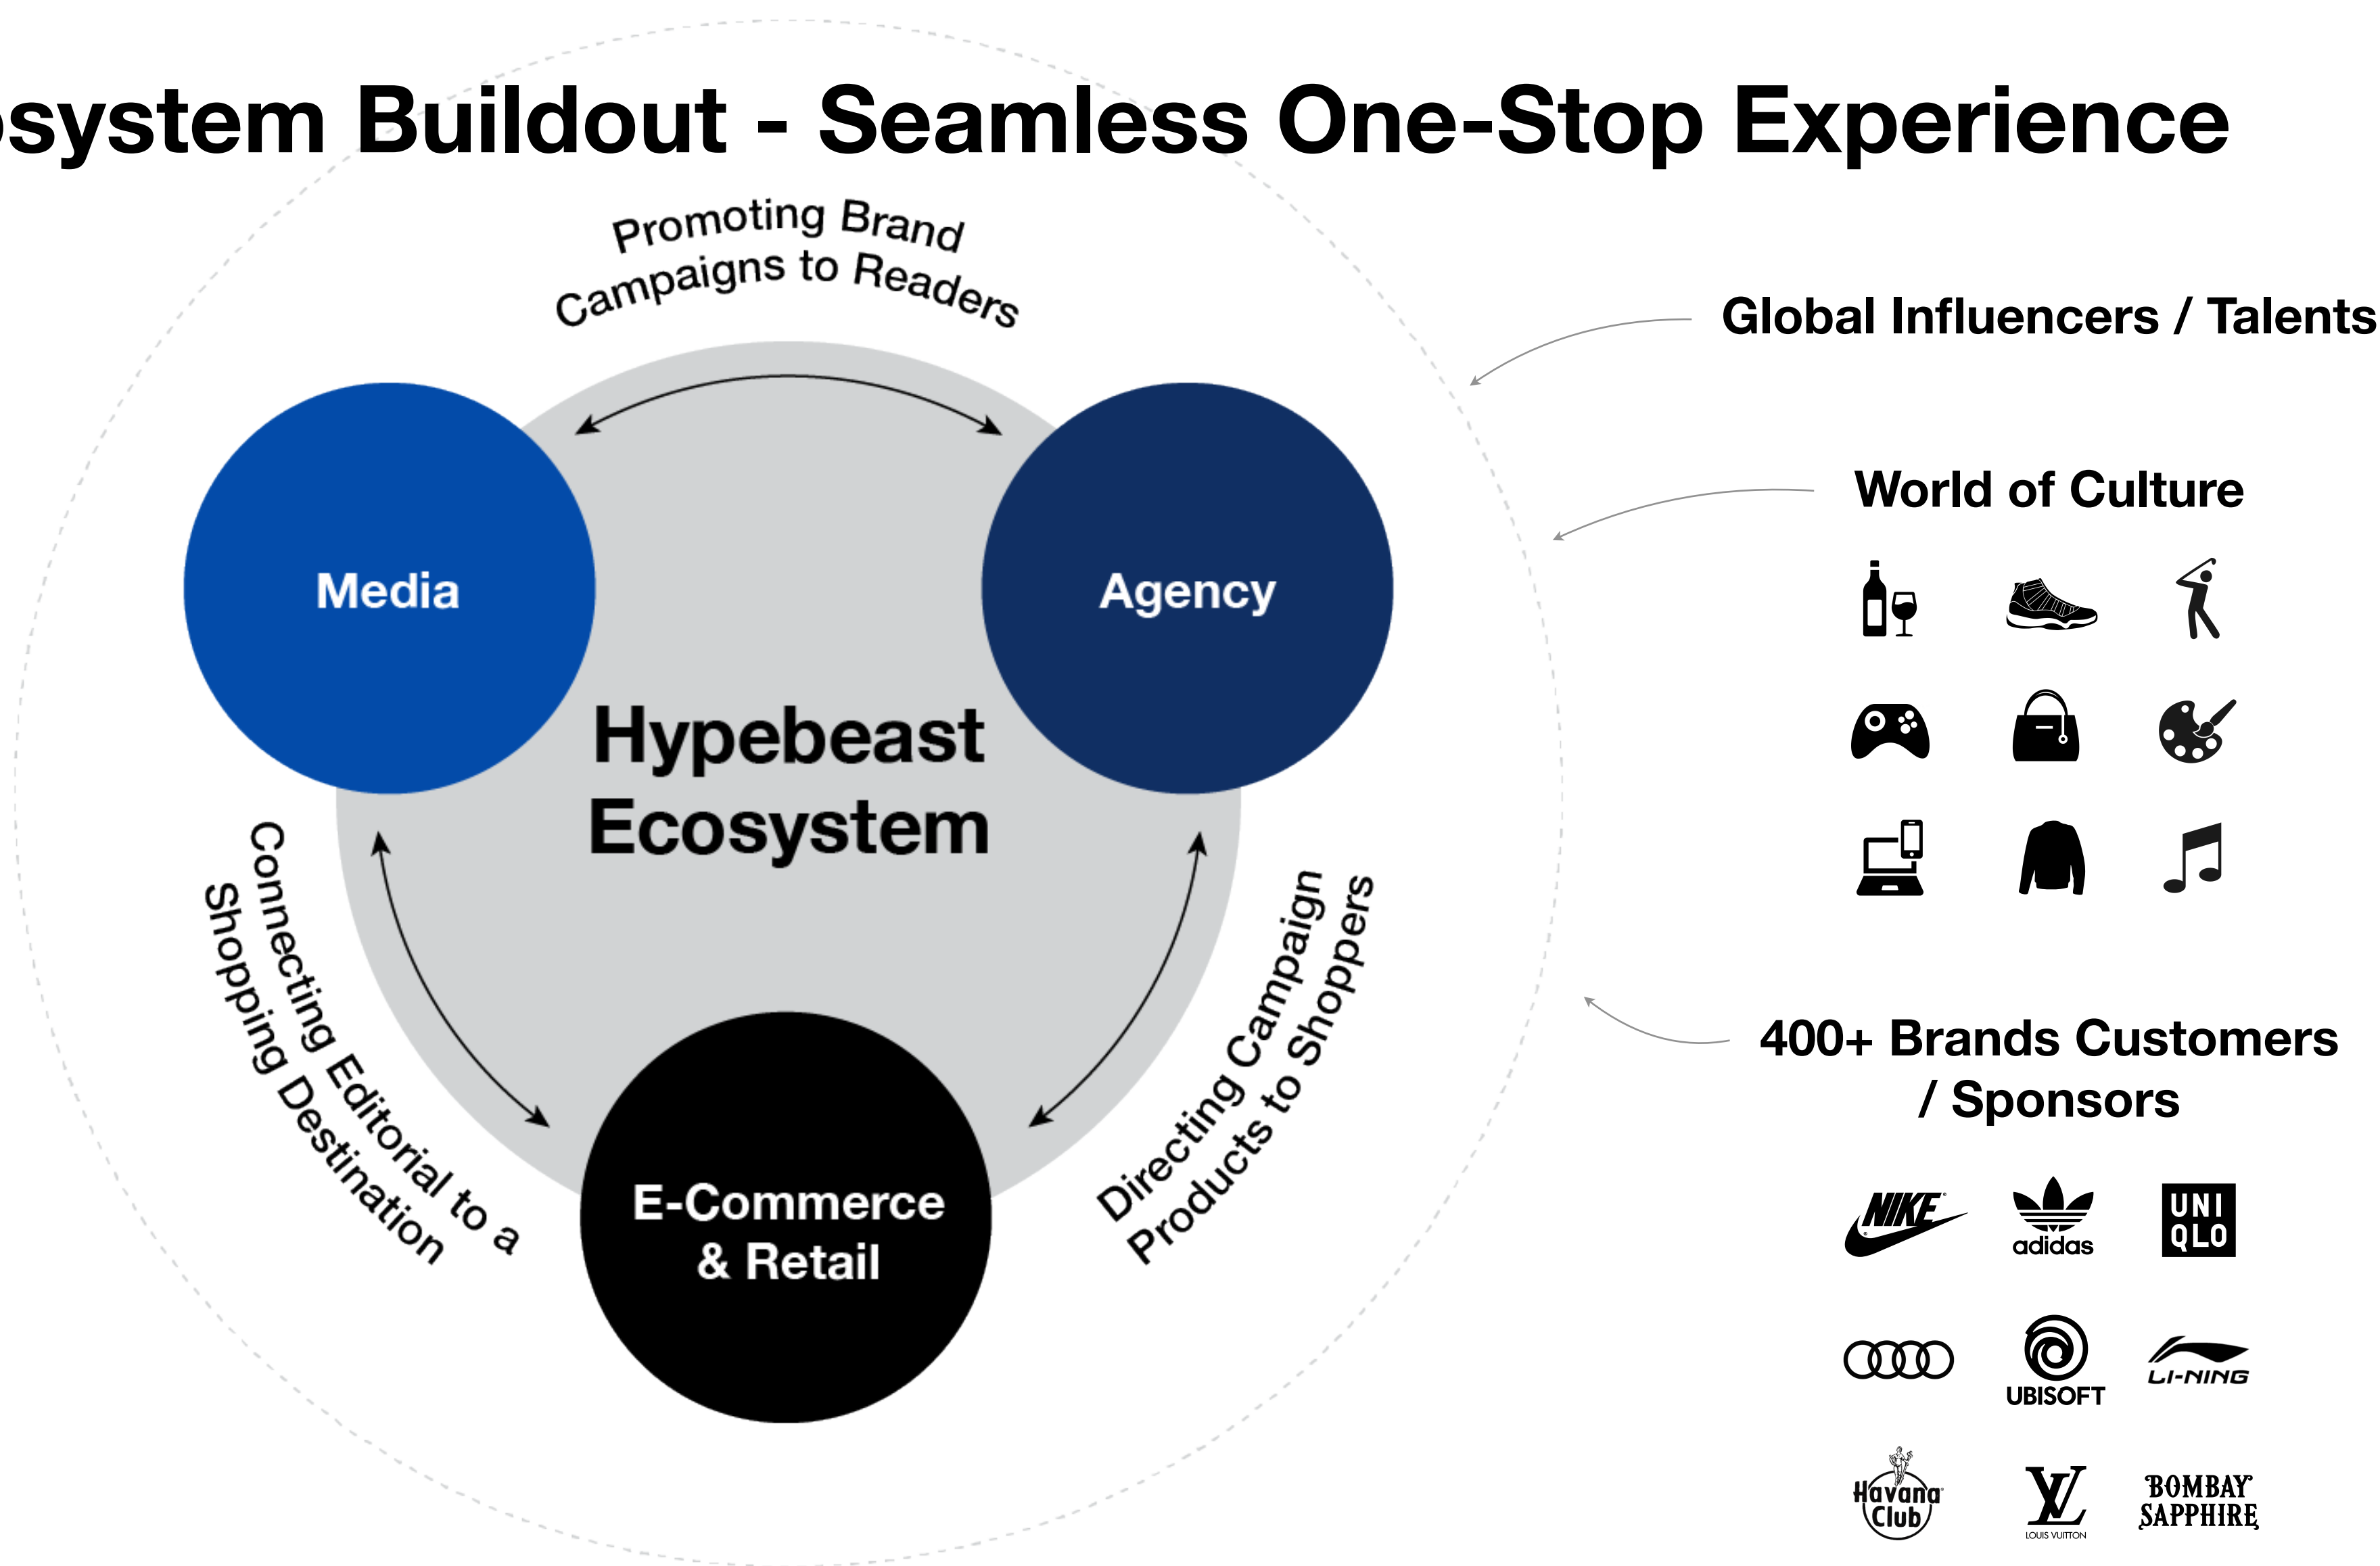 osystem Buildout - Seamless One-Stop Experience
Promoting Brand
Campaigns to Readers
Media
Agency
Hypebeast
Ecosystem
Connecting Editorial to a
Shopping Destination
Directing Campaign
Products to Shoppers
E-Commerce
& Retail
Global Influencers / Talents
World of Culture
400+ Brands Customers
/ Sponsors
NIKE
adidas
UNI
QLO
UBISOFT
LI-NING
Havana
Club
LV
LOUIS VUITTON
BOMBAY
SAPPHIRE